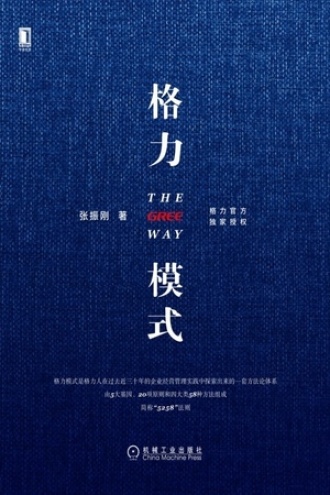 格力
THE
GREE
WAY
模式
张振刚 著
格力官方
独家授权
格力模式是格力人在过去近三十年的企业经营管理实践中探索出来的一套方法论体系
由5大基因、20项原则和四大类58种方法组成
简称“5258”法则
机械工业出版社
China Machine Press